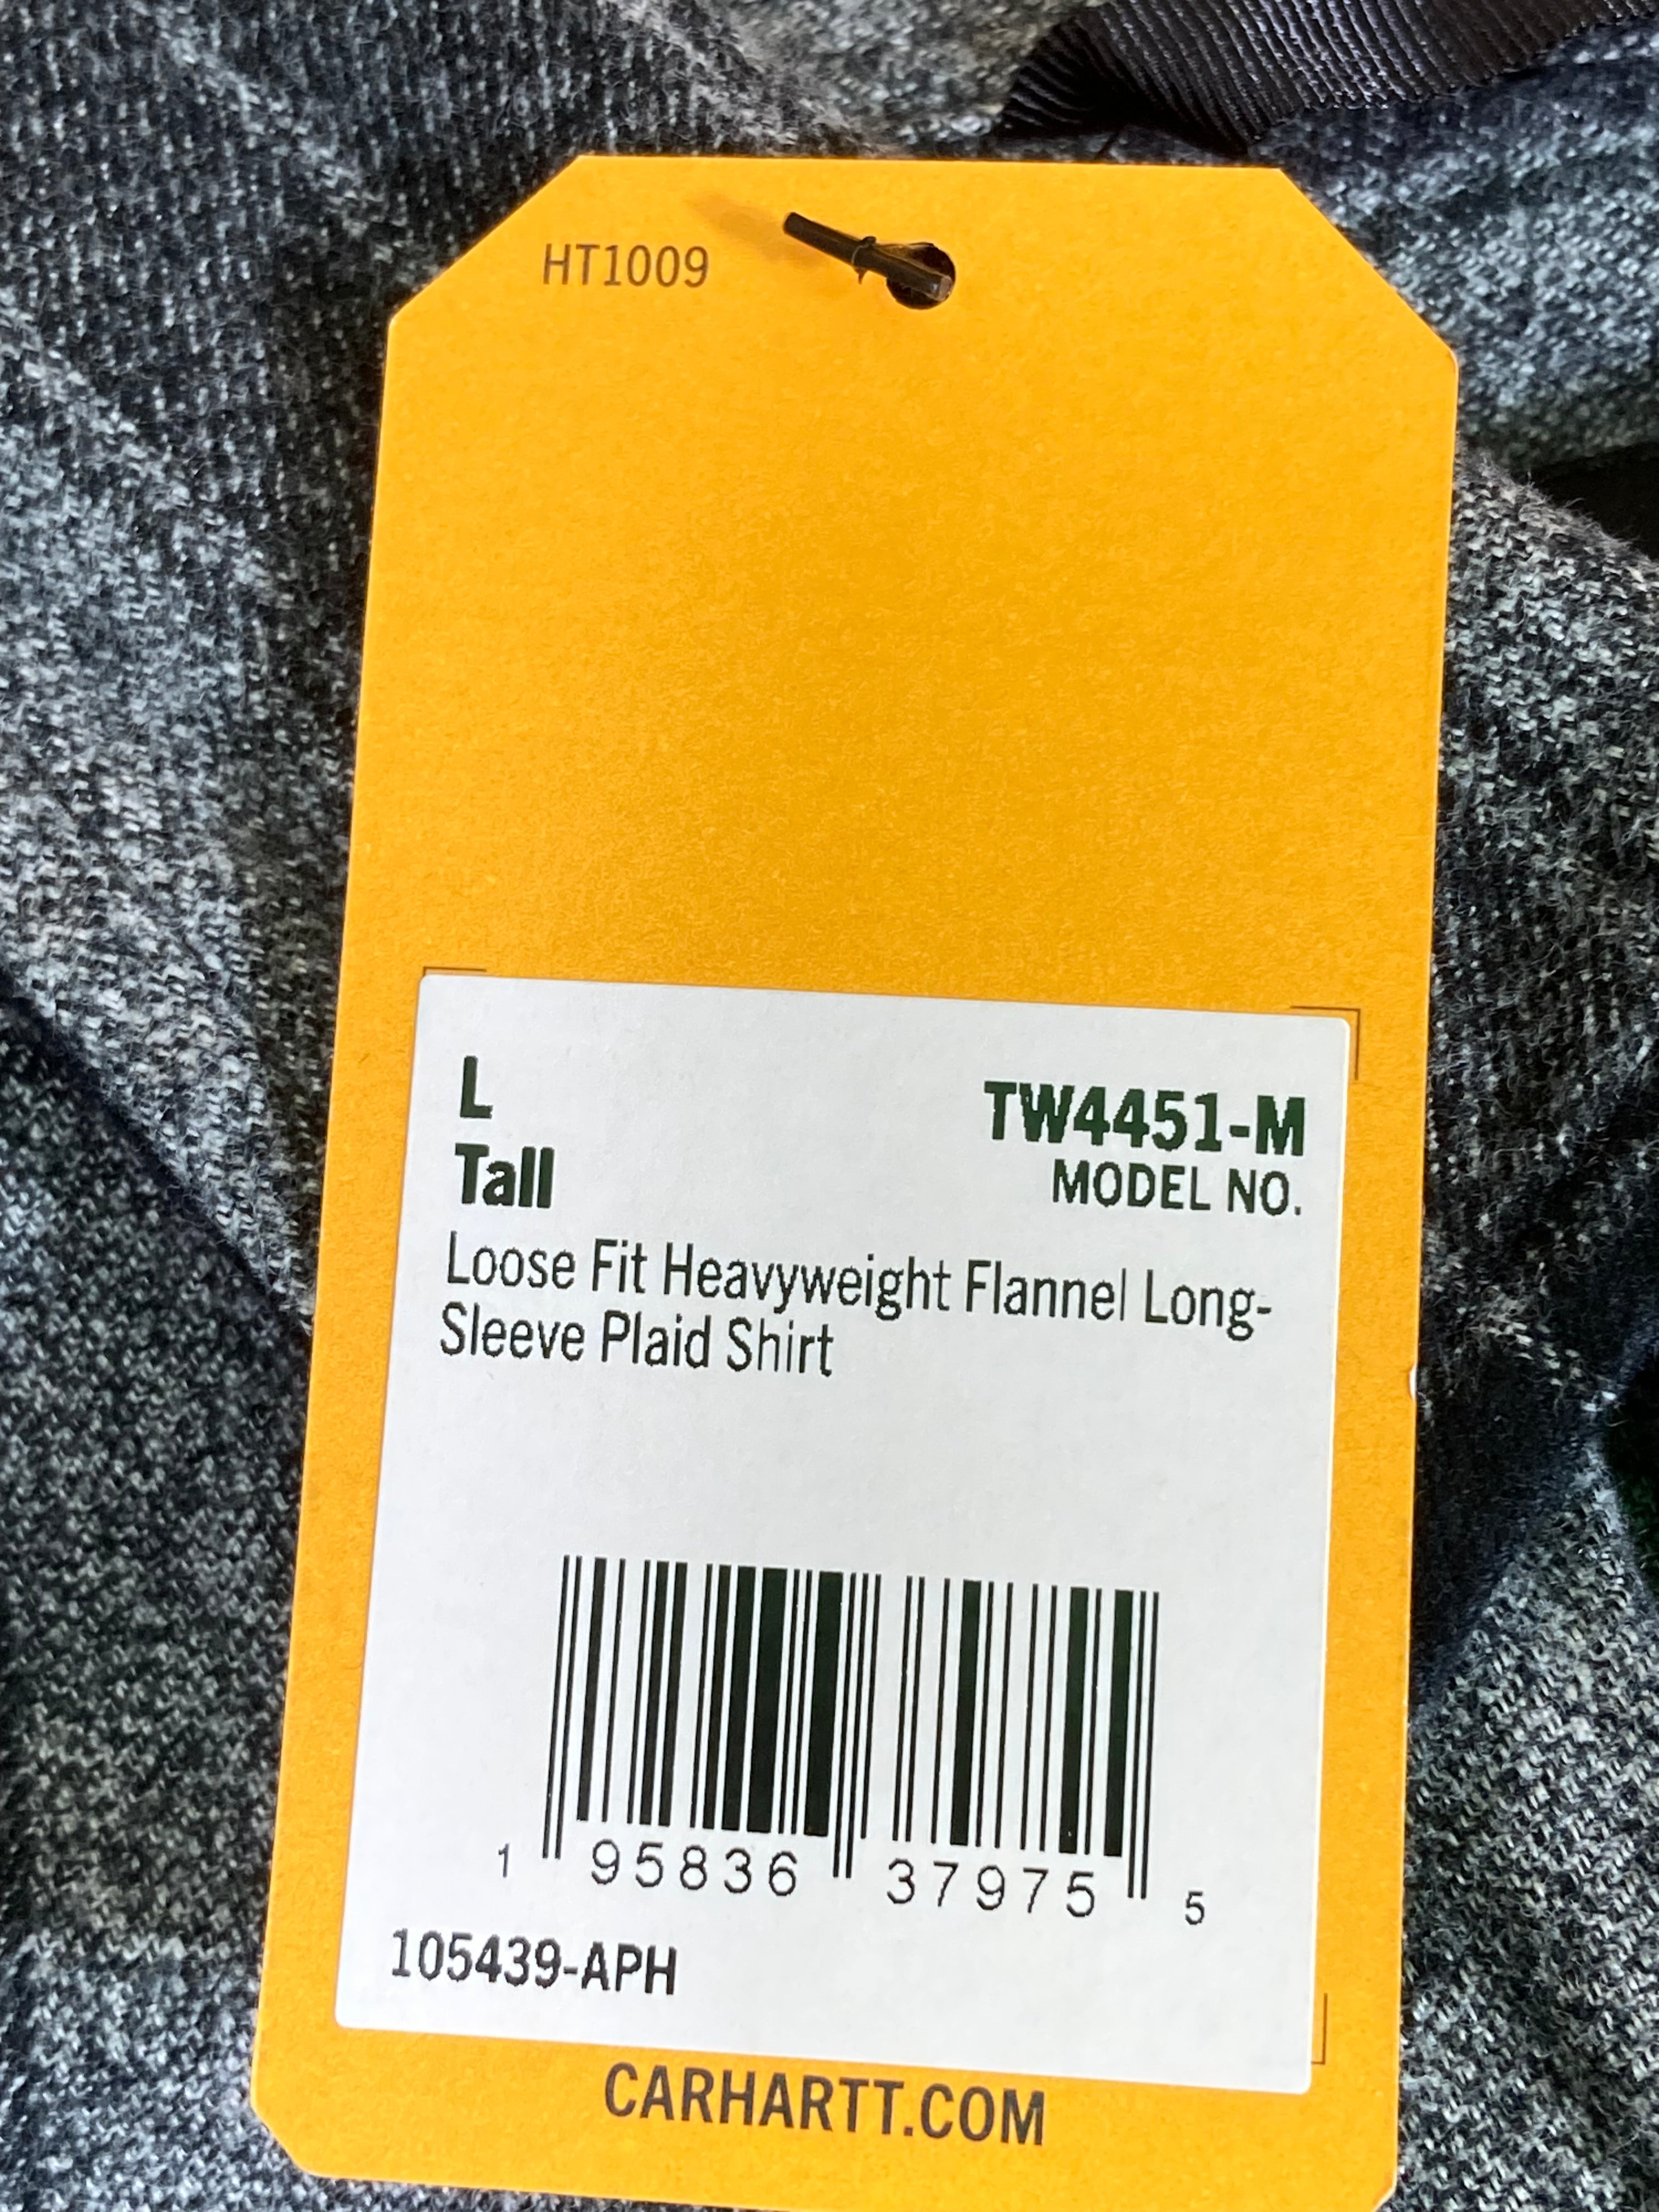 HT1009
L
Tall
TW4451-M
MODEL NO.
Loose Fit Heavyweight Flannel Long-
Sleeve Plaid Shirt
1 95836 37975 5
105439-APH
CARHARTT.COM